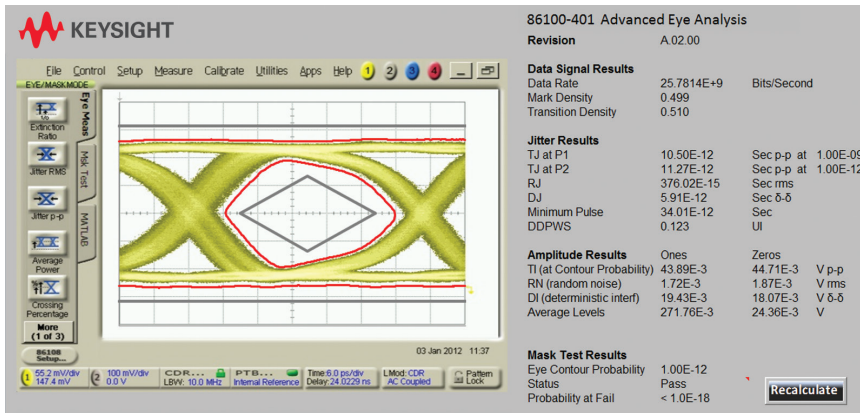 KEYSIGHT
File Control Setup Measure Calibrate Utilities Apps Help 1 2 3 4
EYE/MASK MODE
Eye Meas
Mask Test
MATLAB
Extinction Ratio
Jitter RMS
Jitter p-p
Average Power
Crossing Percentage
More (1 of 3)
86108 Setup...
03 Jan 2012 11:37
1 55.2 mV/div 147.4 mV
2 100 mV/div 0.0 V
CDR... LBW: 10.0 MHz
PTB... Internal Reference
Time:6.0 ps/div Delay:24.0229 ns
LMod: CDR AC Coupled
Pattern Lock
86100-401 Advanced Eye Analysis
Revision A.02.00
Data Signal Results
Data Rate 25.7814E+9 Bits/Second
Mark Density 0.499
Transition Density 0.510
Jitter Results
TJ at P1 10.50E-12 Sec p-p at 1.00E-09
TJ at P2 11.27E-12 Sec p-p at 1.00E-12
RJ 376.02E-15 Sec rms
DJ 5.91E-12 Sec δ-δ
Minimum Pulse 34.01E-12 Sec
DDPWS 0.123 UI
Amplitude Results Ones Zeros
TI (at Contour Probability) 43.89E-3 44.71E-3 V p-p
RN (random noise) 1.72E-3 1.87E-3 V rms
DI (deterministic interf) 19.43E-3 18.07E-3 V δ-δ
Average Levels 271.76E-3 24.36E-3 V
Mask Test Results
Eye Contour Probability 1.00E-12
Status Pass
Probability at Fail < 1.0E-18
Recalculate